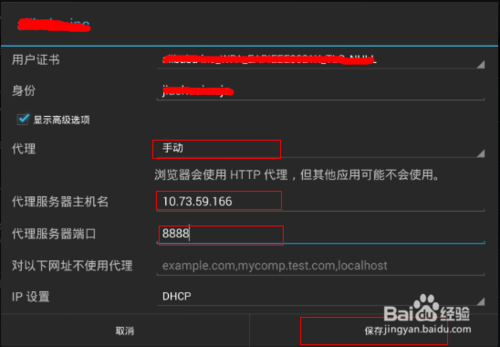 用户证书
身份
显示高级选项
代理
手动
浏览器会使用 HTTP 代理，但其他应用可能不会使用。
代理服务器主机名
10.73.59.166
代理服务器端口
8888
对以下网址不使用代理
example.com,mycomp.test.com,localhost
IP 设置
DHCP
取消
保存
Baidu 经验
jingyan.baidu.com